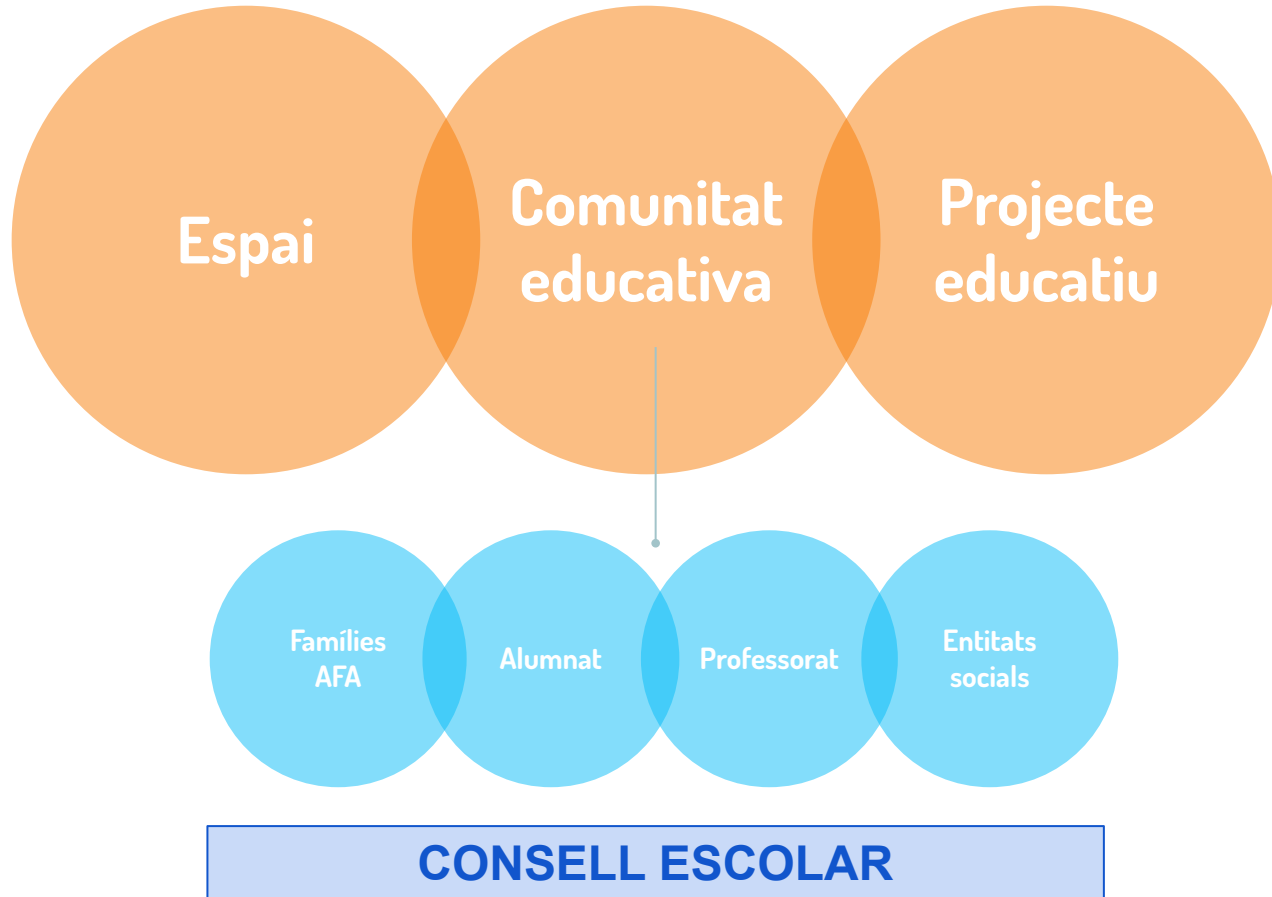 Espai
Comunitat
educativa
Projecte
educatiu
Famílies
AFA
Alumnat
Professorat
Entitats
socials
CONSELL ESCOLAR